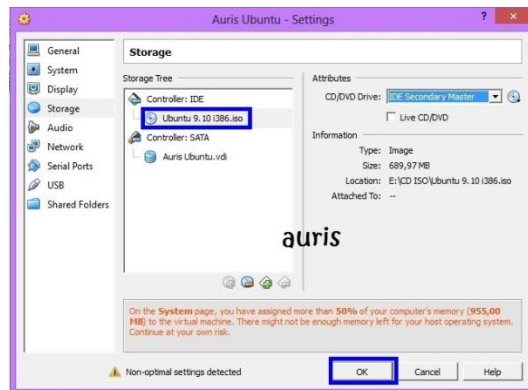 Auris Ubuntu - Settings
?
x
General
System
Display
Storage
Audio
Network
Serial Ports
USB
Shared Folders
Storage
Storage Tree
Controller: IDE
Ubuntu 9.10 i386.iso
Controller: SATA
Auris Ubuntu.vdi
Attributes
CD/DVD Drive: IDE Secondary Master
Live CD/DVD
Information
Type: Image
Size: 689,97 MB
Location: E:\CD ISO\Ubuntu 9.10 i386.iso
Attached To: --
auris
On the System page, you have assigned more than 50% of your computer's memory (955,00
MB) to the virtual machine. There might not be enough memory left for your host operating system.
Continue at your own risk.
Non-optimal settings detected
OK
Cancel
Help